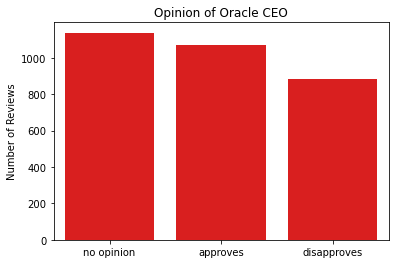 Opinion of Oracle CEO
Number of Reviews
1000
800
600
400
200
0
no opinion approves disapproves